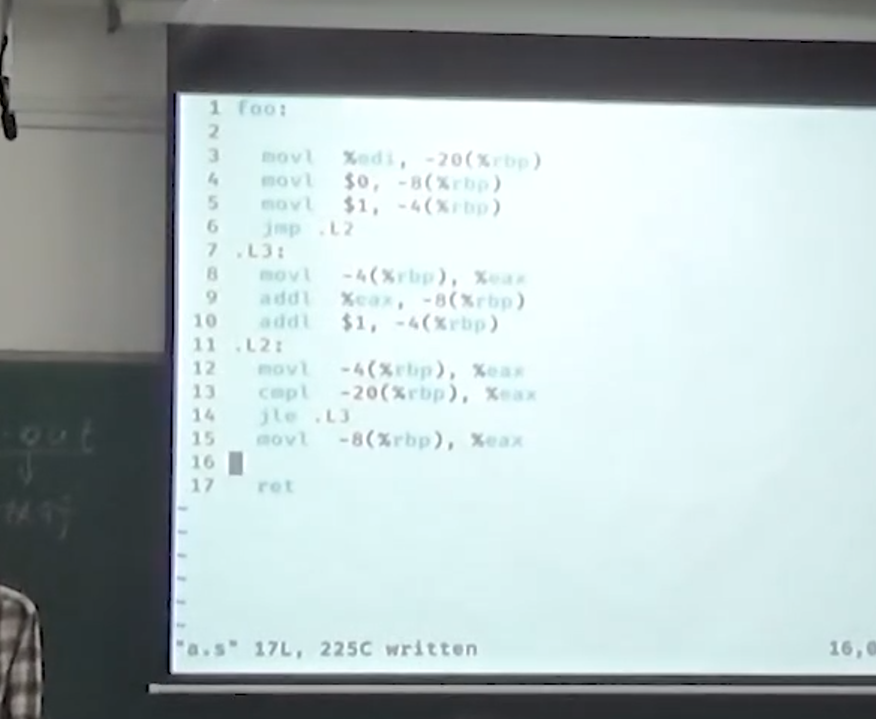 1 foo:
2
3 movl %edi, -20(%rbp)
4 movl $0, -8(%rbp)
5 movl $1, -4(%rbp)
6 jmp .L2
7 .L3:
8 movl -4(%rbp), %eax
9 addl %eax, -8(%rbp)
10 addl $1, -4(%rbp)
11 .L2:
12 movl -4(%rbp), %eax
13 cmpl -20(%rbp), %eax
14 jle .L3
15 movl -8(%rbp), %eax
16
17 ret
~
~
~
~
~
~
"a.s" 17L, 225C written 16,0
.out
执行